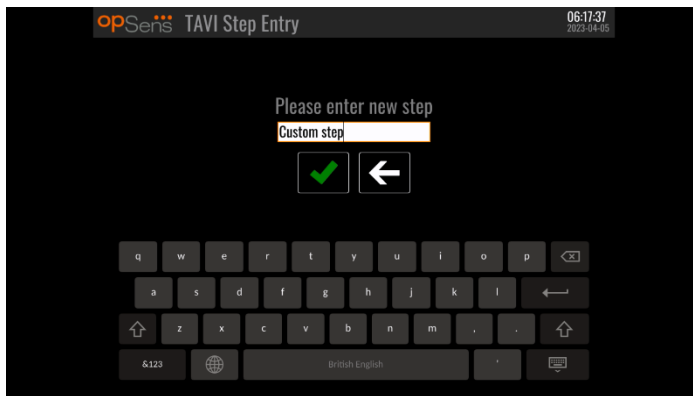 opSens TAVI Step Entry 06:17:37
2023-04-05
Please enter new step
Custom step
q w e r t y u i o p
a s d f g h j k l
z x c v b n m , .
&123 British English '